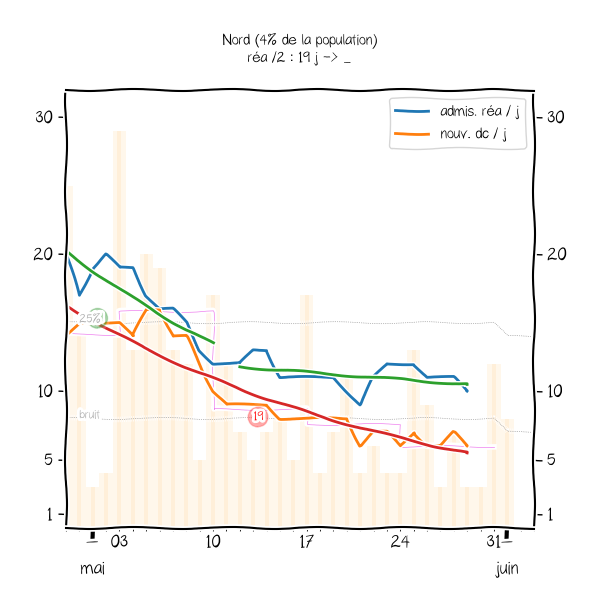 Nord (4% de la population)
réa /2 : 19 j -> _
admis. réa / j
nouv. dc / j
30 30
20 20
25%
10 10
bruit
19
5 5
1 1
03 10 17 24 31
mai juin